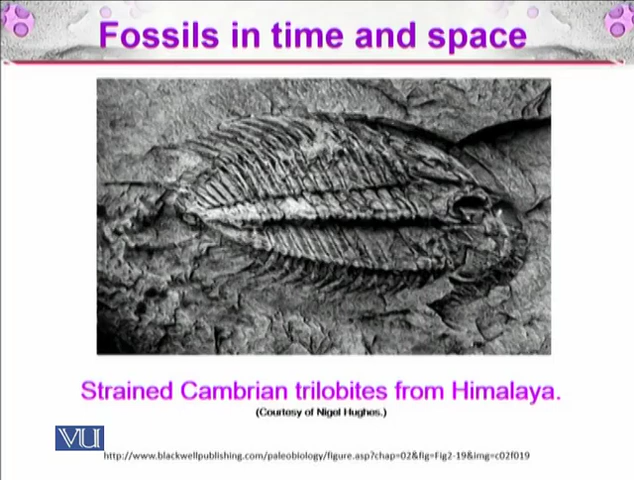 Fossils in time and space
Strained Cambrian trilobites from Himalaya.
(Courtesy of Nigel Hughes.)
VU
http://www.blackwellpublishing.com/paleobiology/figure.asp?chap=02&fig=Fig2-19&img=c02f019